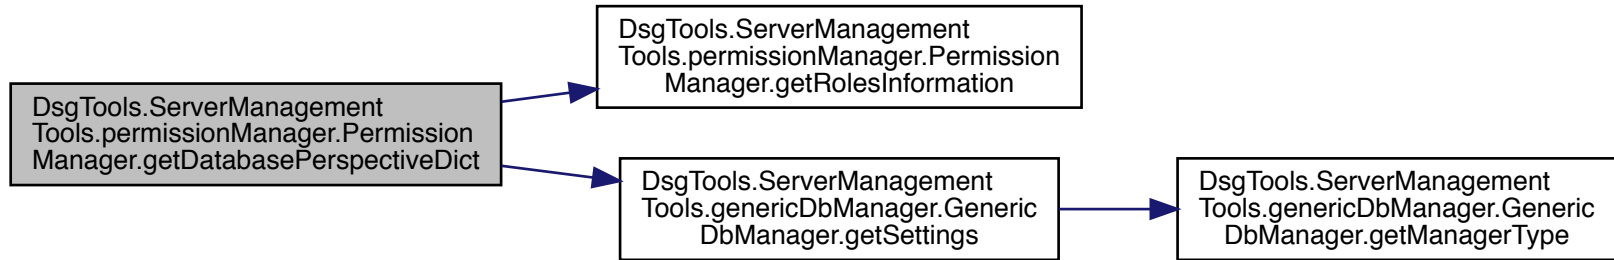 DsgTools.ServerManagement
Tools.permissionManager.Permission
Manager.getDatabasePerspectiveDict
DsgTools.ServerManagement
Tools.permissionManager.Permission
Manager.getRolesInformation
DsgTools.ServerManagement
Tools.genericDbManager.Generic
DbManager.getSettings
DsgTools.ServerManagement
Tools.genericDbManager.Generic
DbManager.getManagerType